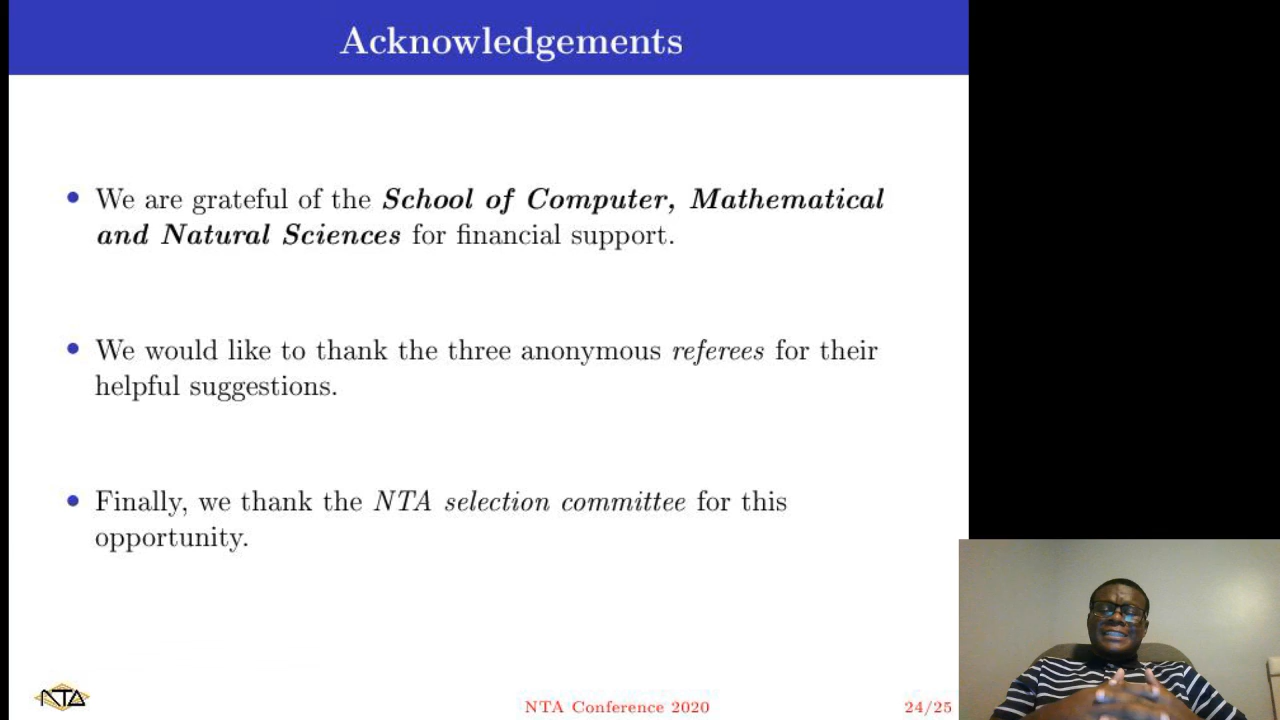 Acknowledgements
• We are grateful of the School of Computer, Mathematical
and Natural Sciences for financial support.
• We would like to thank the three anonymous referees for their
helpful suggestions.
• Finally, we thank the NTA selection committee for this
opportunity.
NTA
NTA Conference 2020
24/25